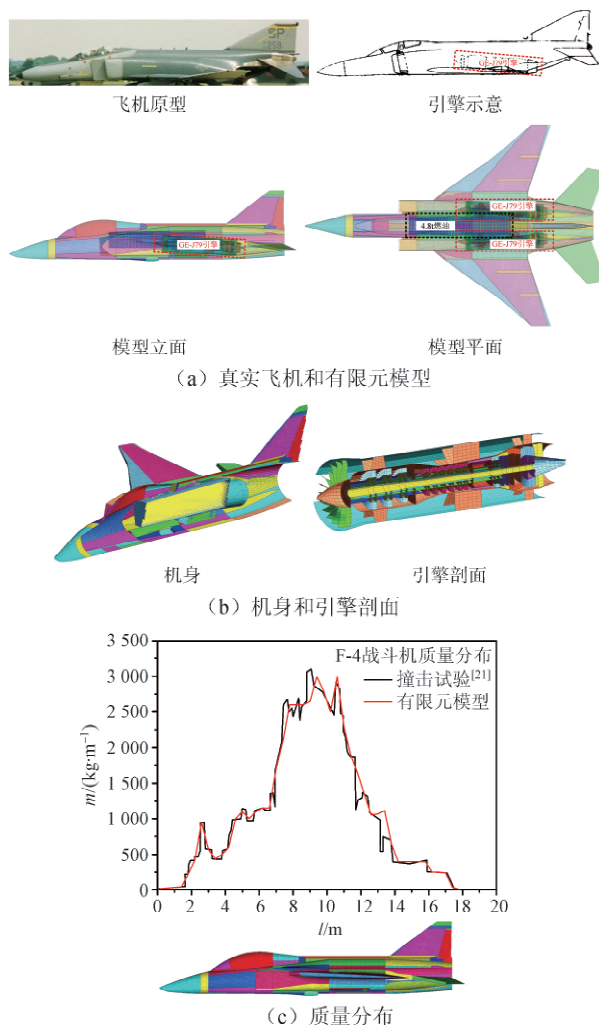 SP
259
GE-J79引擎
飞机原型
引擎示意
GE-J79引擎
GE-J79引擎
4.8t燃油
GE-J79引擎
模型立面
模型平面
（a）真实飞机和有限元模型
机身
引擎剖面
（b）机身和引擎剖面
3 500
3 000
2 500
2 000
1 500
1 000
500
0
m/(kg·m⁻¹)
F-4战斗机质量分布
撞击试验[21]
有限元模型
0 2 4 6 8 10 12 14 16 18 20
l/m
（c）质量分布